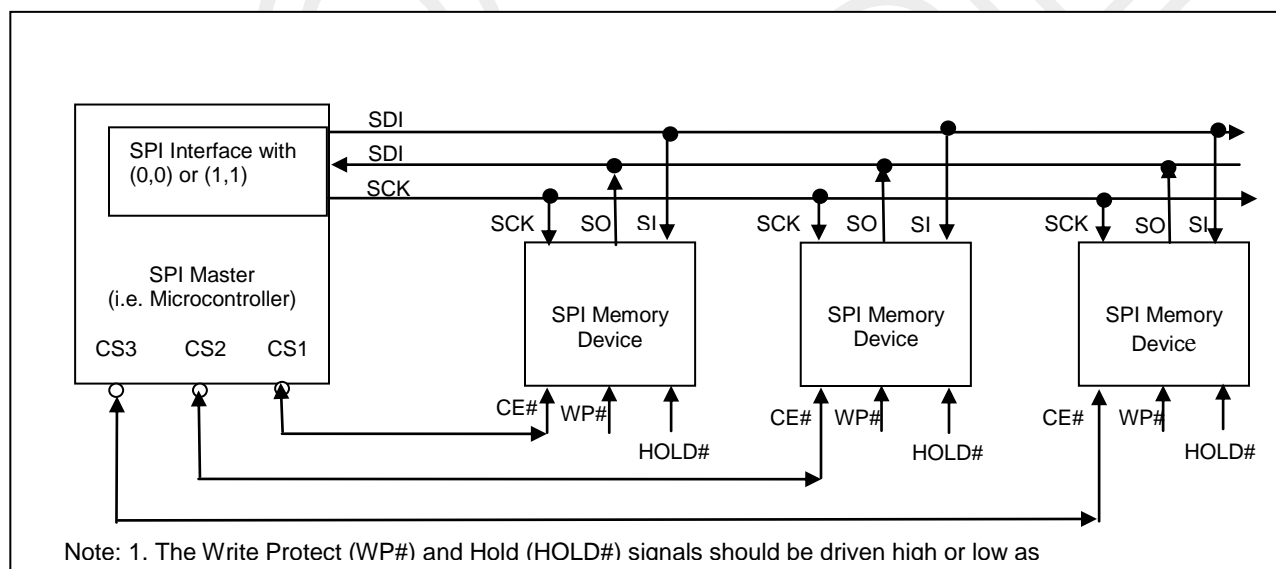 SDI
SPI Interface with
(0,0) or (1,1)
SDI
SCK
SCK SO SI
SCK SO SI
SCK SO SI
SPI Master
(i.e. Microcontroller)
SPI Memory
Device
SPI Memory
Device
SPI Memory
Device
CS3 CS2 CS1
CE# WP# HOLD#
CE# WP# HOLD#
CE# WP# HOLD#
Note: 1. The Write Protect (WP#) and Hold (HOLD#) signals should be driven high or low as